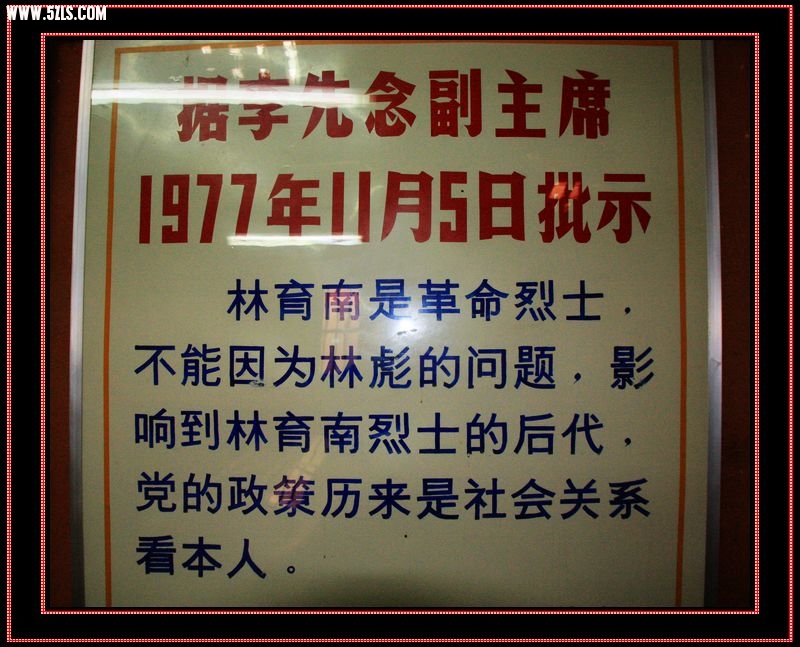 WWW.5ZLS.COM
据李先念副主席
1977年11月5日批示
林育南是革命烈士，
不能因为林彪的问题，影
响到林育南烈士的后代，
党的政策历来是社会关系
看本人。